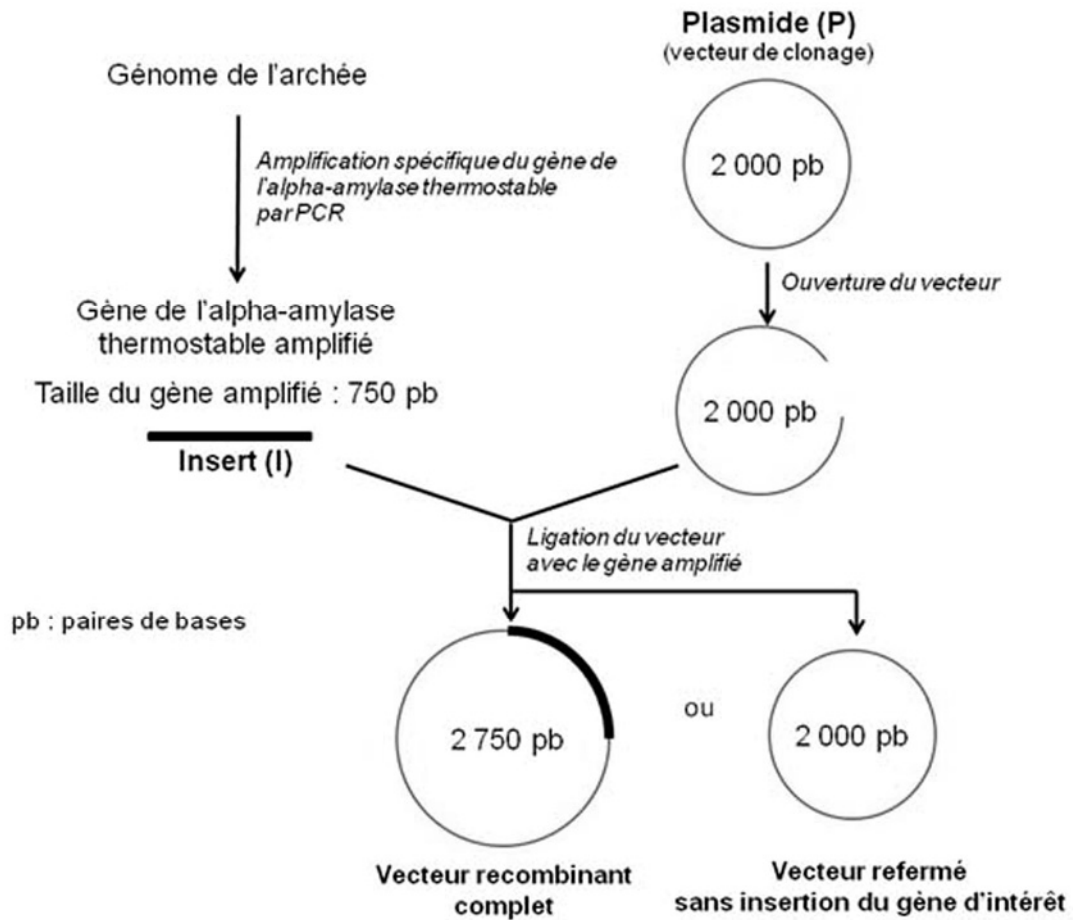 Plasmide (P)
(vecteur de clonage)
Génome de l'archée
2 000 pb
Amplification spécifique du gène de
l'alpha-amylase thermostable
par PCR
Ouverture du vecteur
Gène de l'alpha-amylase
thermostable amplifié
Taille du gène amplifié : 750 pb
2 000 pb
Insert (I)
Ligation du vecteur
avec le gène amplifié
pb : paires de bases
2 750 pb
ou
2 000 pb
Vecteur recombinant
complet
Vecteur refermé
sans insertion du gène d'intérêt